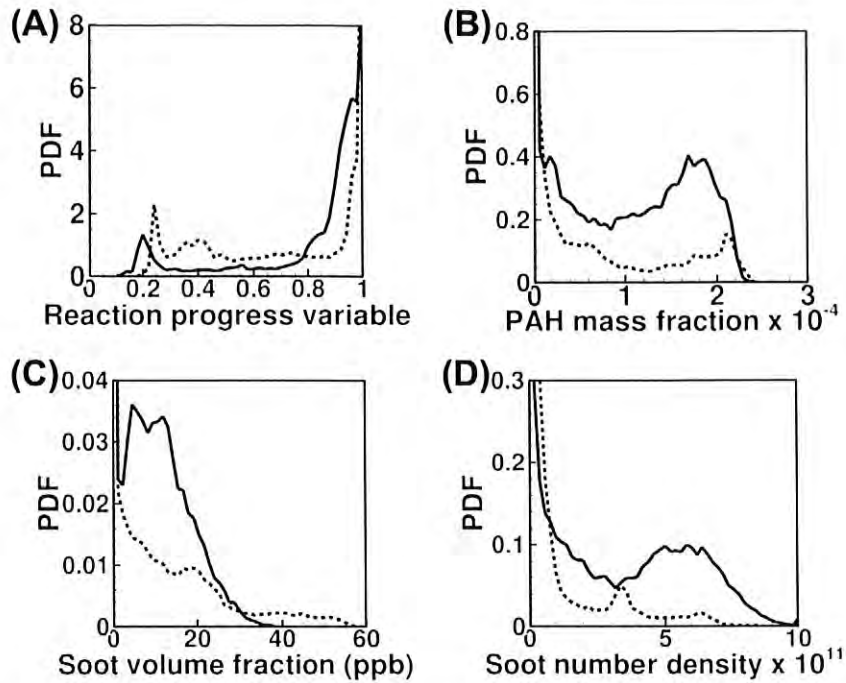 (A)
8
6
4
2
0
PDF
0 0.2 0.4 0.6 0.8 1
Reaction progress variable
(B)
0.8
0.6
0.4
0.2
0
PDF
0 1 2 3
PAH mass fraction x 10⁻⁴
(C)
0.04
0.03
0.02
0.01
0
PDF
0 20 40 60
Soot volume fraction (ppb)
(D)
0.3
0.2
0.1
0
PDF
0 5 10
Soot number density x 10¹¹